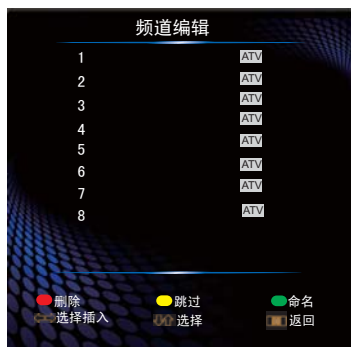 频道编辑
1 ATV
2 ATV
3 ATV
4 ATV
5 ATV
6 ATV
7 ATV
8 ATV
删除 跳过 命名
选择插入 选择 返回